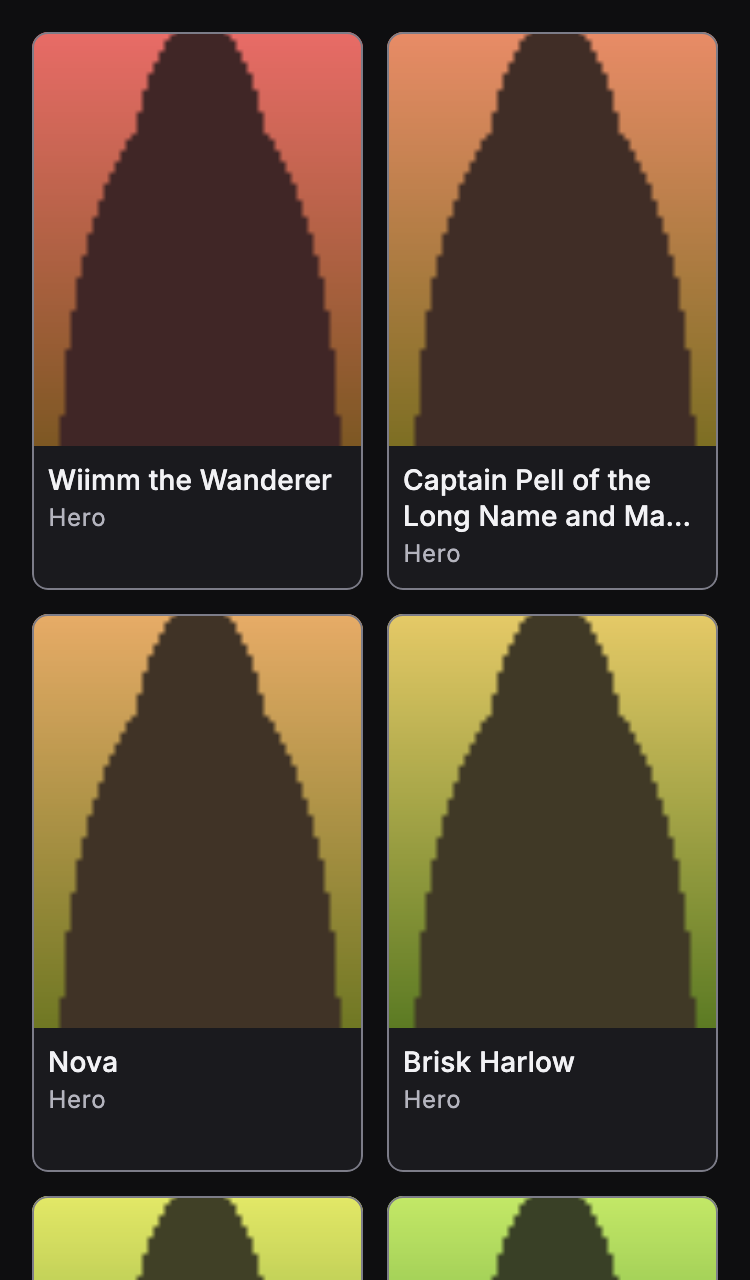 Wiimm the Wanderer
Hero
Captain Pell of the
Long Name and Ma...
Hero
Nova
Hero
Brisk Harlow
Hero